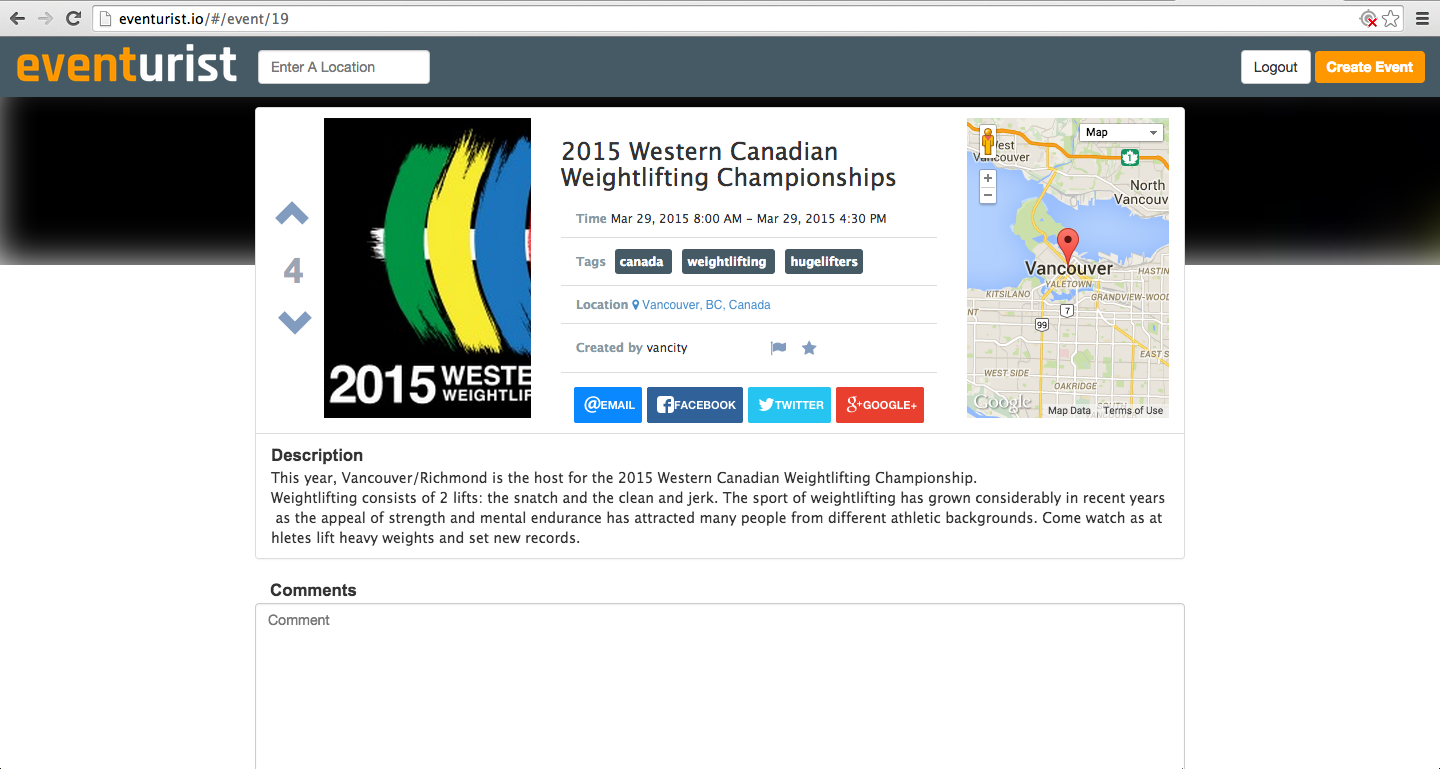 eventurist.io/#/event/19
eventurist
Enter A Location
Logout
Create Event
4
2015 WESTE
WEIGHTLIF
2015 Western Canadian
Weightlifting Championships
Time Mar 29, 2015 8:00 AM - Mar 29, 2015 4:30 PM
Tags canada weightlifting hugelifters
Location Vancouver, BC, Canada
Created by vancity
@EMAIL
FACEBOOK
TWITTER
g+GOOGLE+
Map
West
Vancouver
1
North
Vancouv
Vancouver
HASTIN
YALETOWN
KITSILANO
GRANDVIEW-WOOD
NT
7
99
EAST S
WEST SIDE
OAKRIDGE
Google
Map Data
Terms of Use
Description
This year, Vancouver/Richmond is the host for the 2015 Western Canadian Weightlifting Championship.
Weightlifting consists of 2 lifts: the snatch and the clean and jerk. The sport of weightlifting has grown considerably in recent years
as the appeal of strength and mental endurance has attracted many people from different athletic backgrounds. Come watch as at
hletes lift heavy weights and set new records.
Comments
Comment